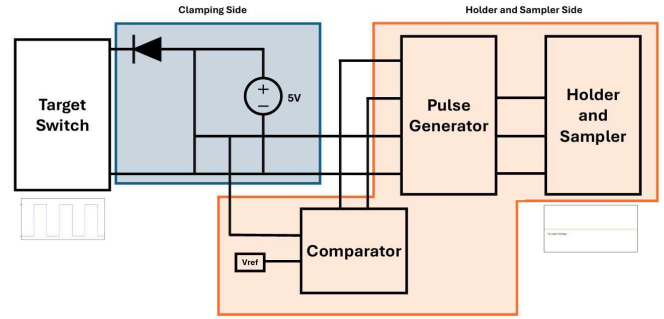 Clamping Side
Holder and Sampler Side
Target
Switch
+
−
5V
Pulse
Generator
Holder
and
Sampler
Comparator
Vref